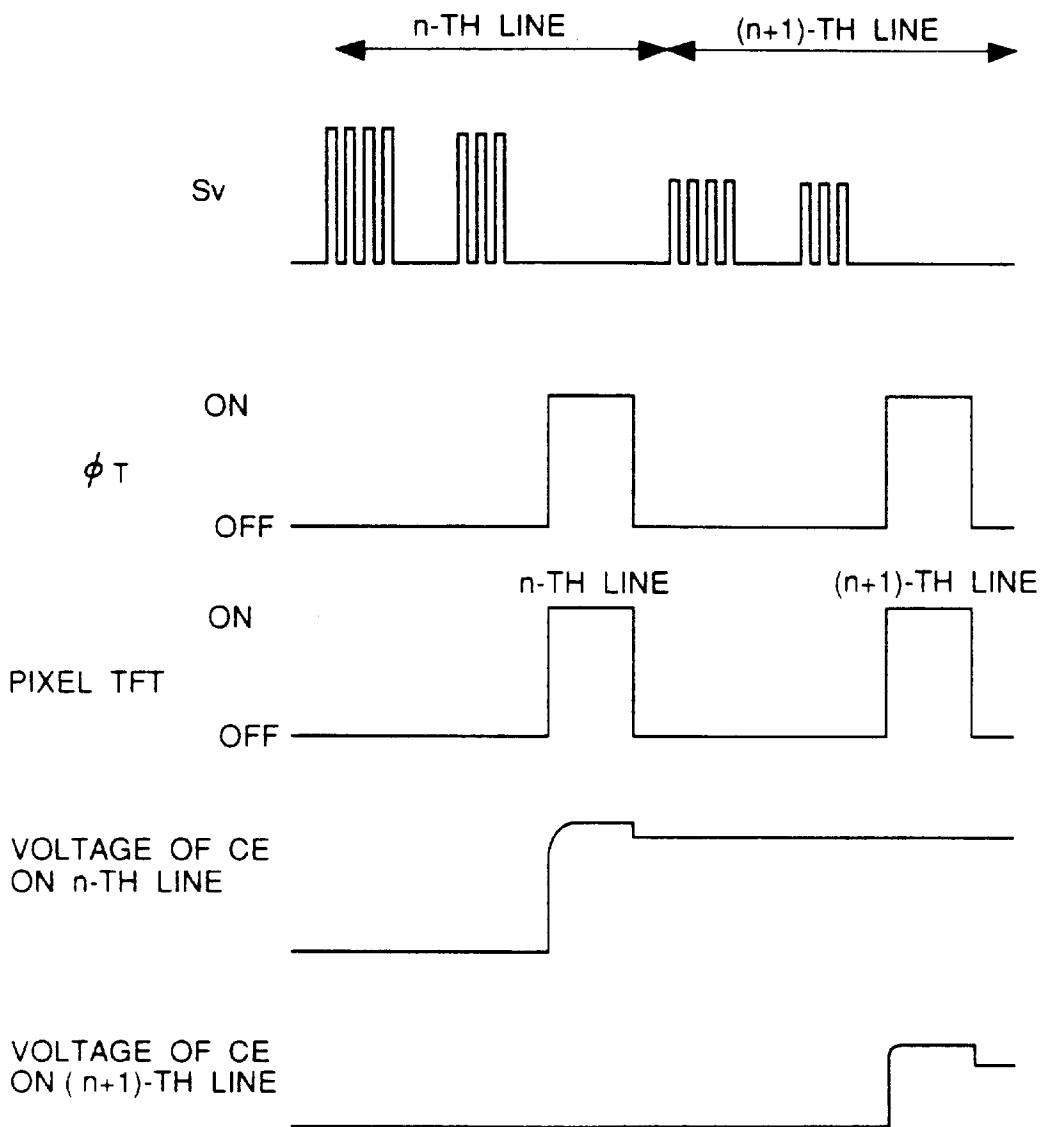 n-TH LINE
(n+1)-TH LINE
Sv
ON
ϕT
OFF
n-TH LINE
(n+1)-TH LINE
ON
PIXEL TFT
OFF
VOLTAGE OF CE
ON n-TH LINE
VOLTAGE OF CE
ON (n+1)-TH LINE